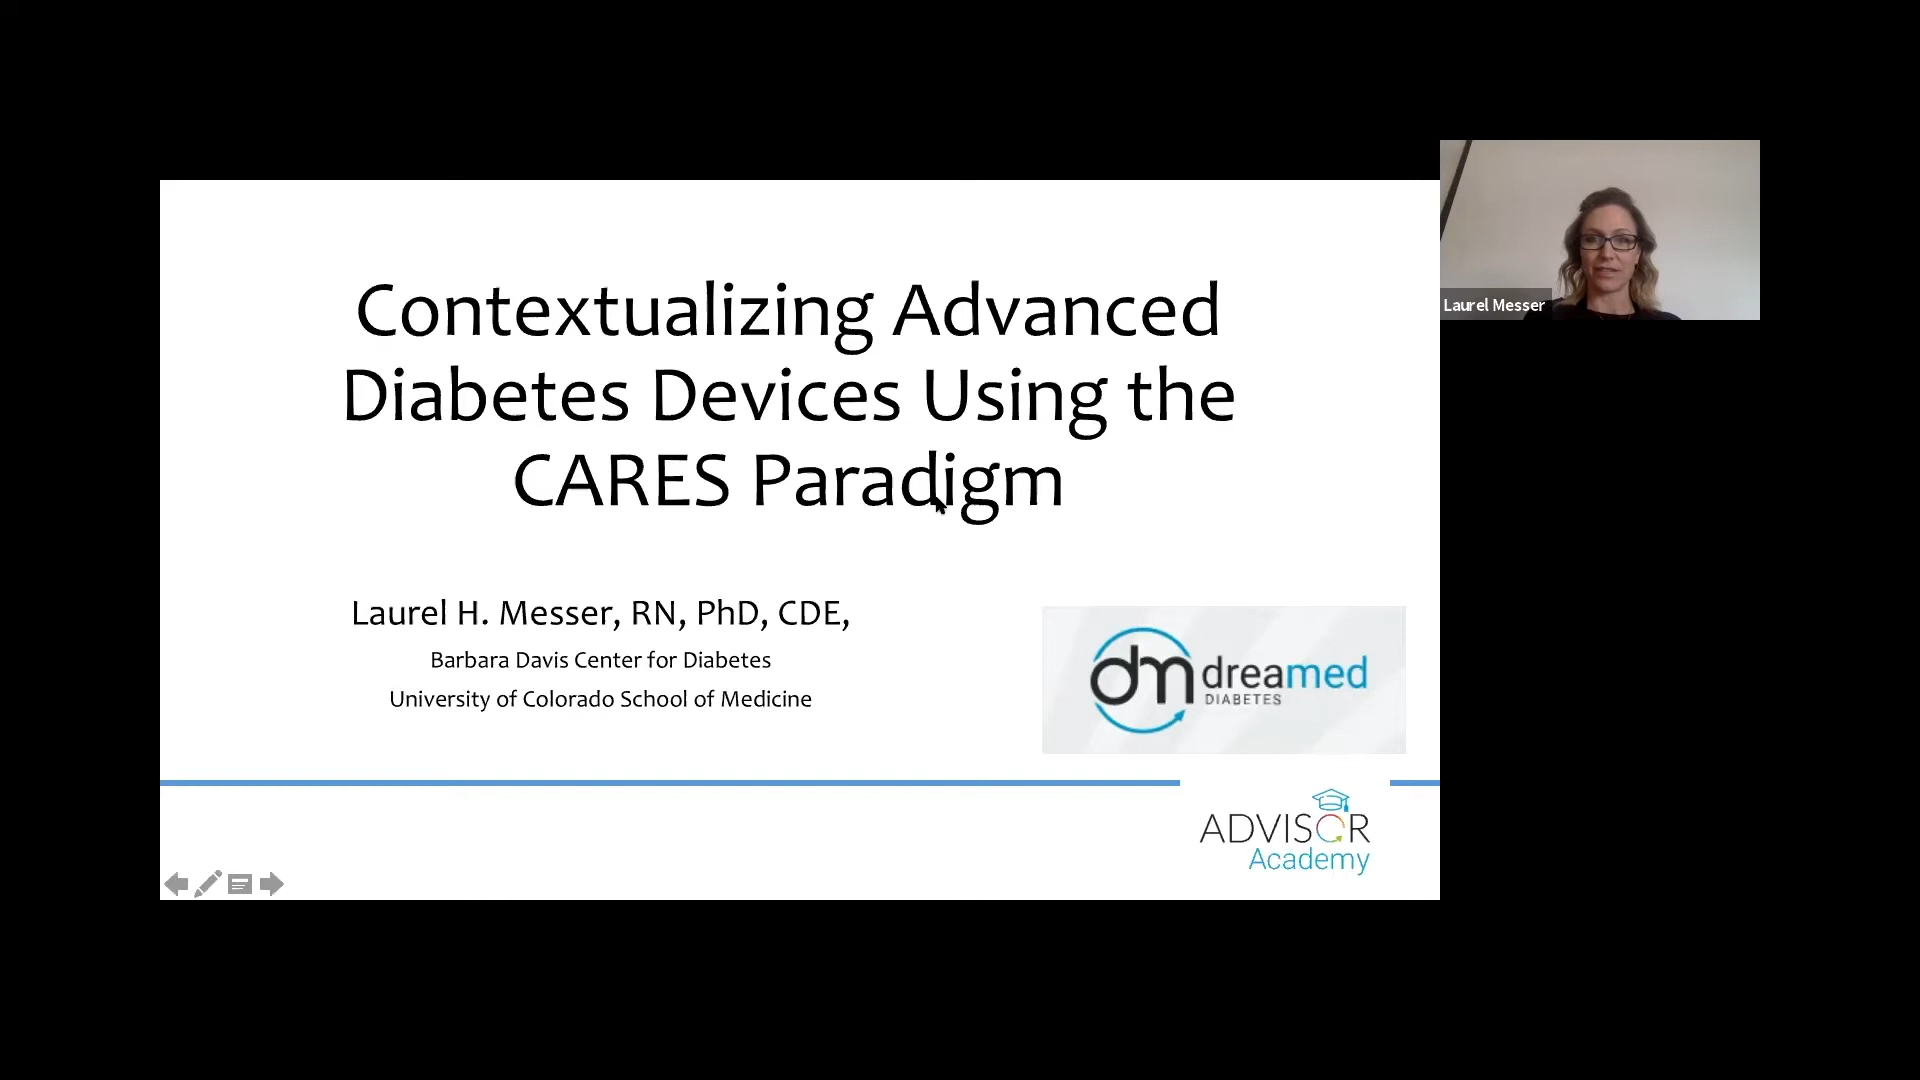 Contextualizing Advanced
Diabetes Devices Using the
CARES Paradigm
Laurel H. Messer, RN, PhD, CDE,
Barbara Davis Center for Diabetes
University of Colorado School of Medicine
dm dreamed
DIABETES
ADVISOR
Academy
Laurel Messer